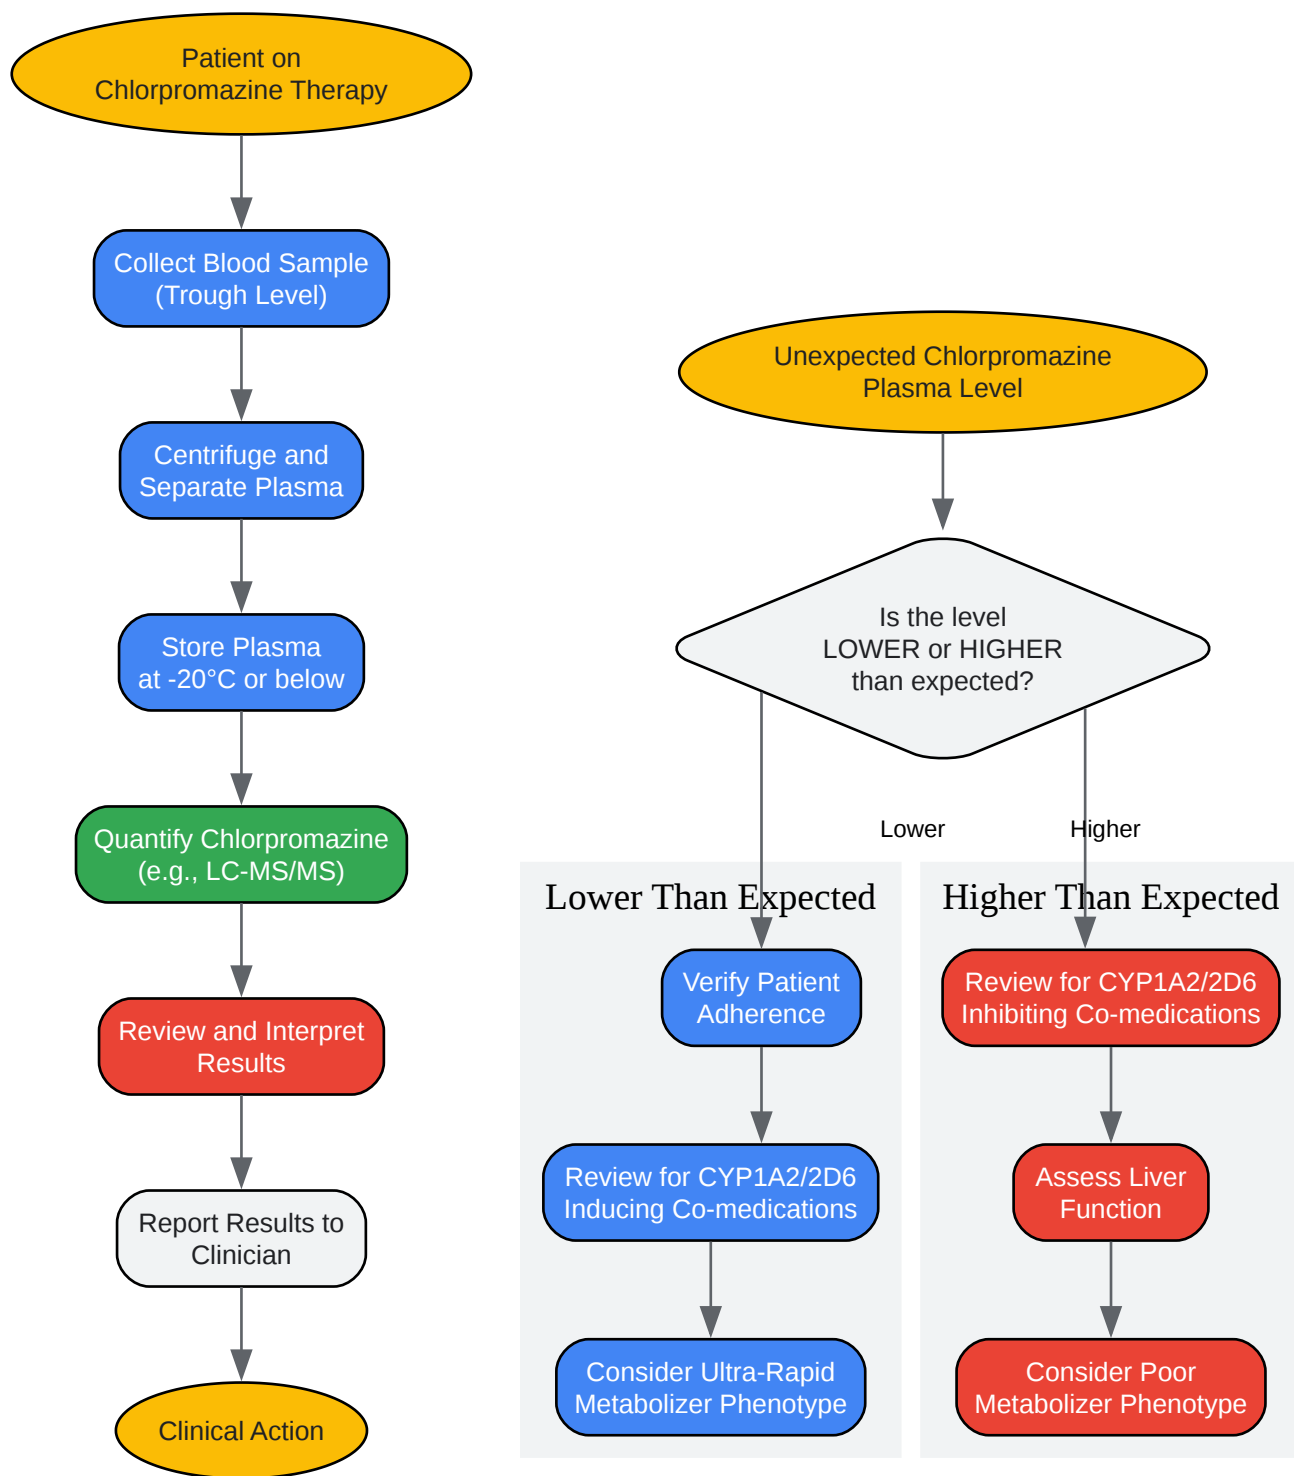 Patient on
Chlorpromazine Therapy
Collect Blood Sample
(Trough Level)
Centrifuge and
Separate Plasma
Store Plasma
at -20°C or below
Quantify Chlorpromazine
(e.g., LC-MS/MS)
Review and Interpret
Results
Report Results to
Clinician
Clinical Action
Unexpected Chlorpromazine
Plasma Level
Is the level
LOWER or HIGHER
than expected?
Lower
Higher
Lower Than Expected
Verify Patient
Adherence
Review for CYP1A2/2D6
Inducing Co-medications
Consider Ultra-Rapid
Metabolizer Phenotype
Higher Than Expected
Review for CYP1A2/2D6
Inhibiting Co-medications
Assess Liver
Function
Consider Poor
Metabolizer Phenotype